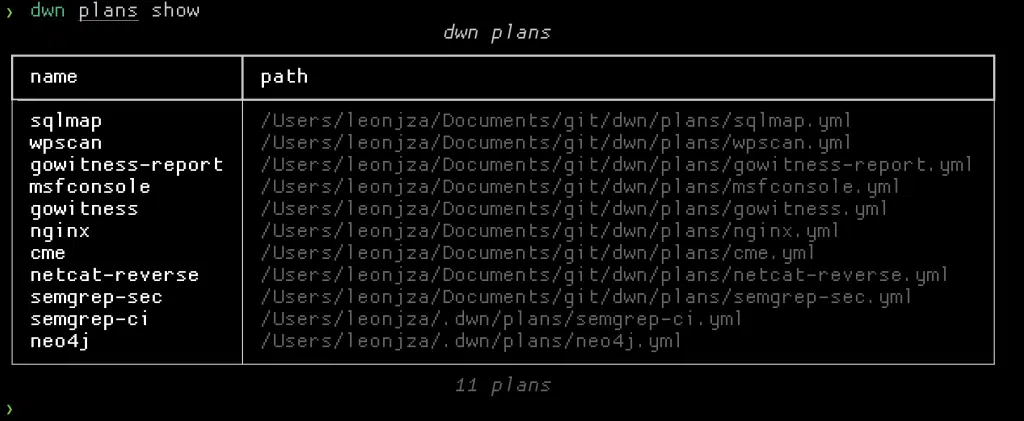 ❯ dwn plans show
dwn plans
name path
sqlmap /Users/leonjza/Documents/git/dwn/plans/sqlmap.yml
wpscan /Users/leonjza/Documents/git/dwn/plans/wpscan.yml
gowitness-report /Users/leonjza/Documents/git/dwn/plans/gowitness-report.yml
msfconsole /Users/leonjza/Documents/git/dwn/plans/msfconsole.yml
gowitness /Users/leonjza/Documents/git/dwn/plans/gowitness.yml
nginx /Users/leonjza/Documents/git/dwn/plans/nginx.yml
cme /Users/leonjza/Documents/git/dwn/plans/cme.yml
netcat-reverse /Users/leonjza/Documents/git/dwn/plans/netcat-reverse.yml
semgrep-sec /Users/leonjza/Documents/git/dwn/plans/semgrep-sec.yml
semgrep-ci /Users/leonjza/.dwn/plans/semgrep-ci.yml
neo4j /Users/leonjza/.dwn/plans/neo4j.yml
11 plans
❯